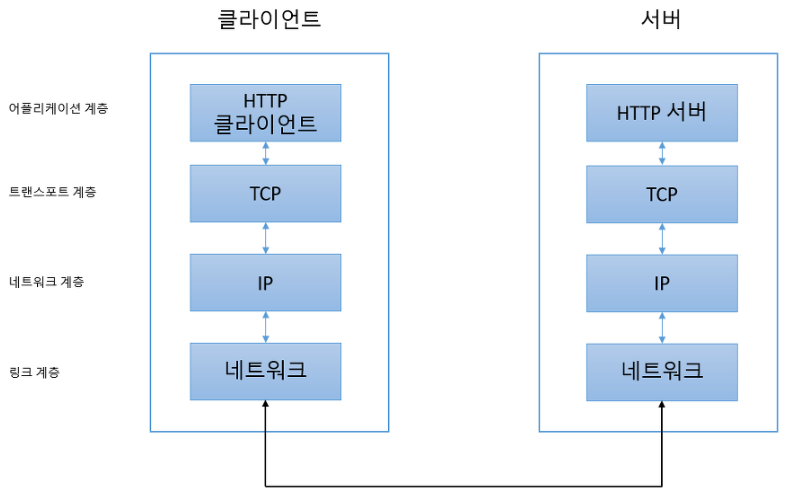 클라이언트
서버
어플리케이션 계층
HTTP
클라이언트
HTTP 서버
트랜스포트 계층
TCP
TCP
네트워크 계층
IP
IP
링크 계층
네트워크
네트워크